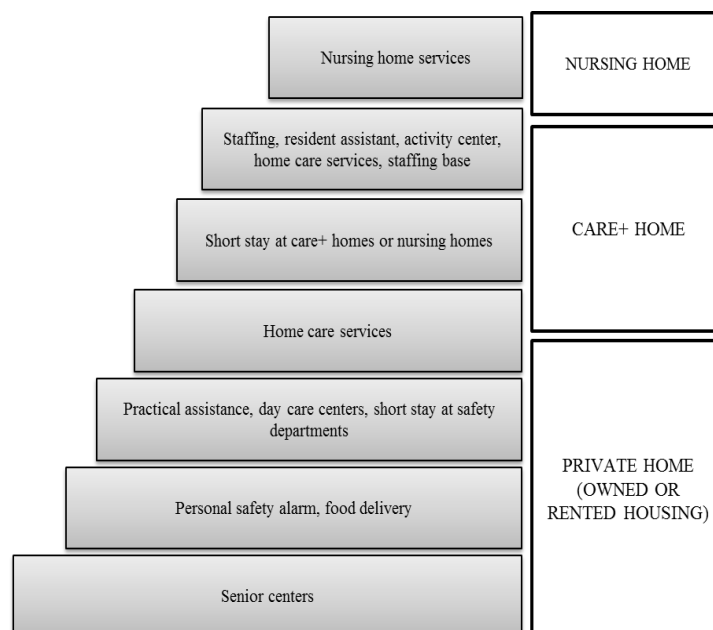 Nursing home services
NURSING HOME
Staffing, resident assistant, activity center,
home care services, staffing base
Short stay at care+ homes or nursing homes
CARE+ HOME
Home care services
Practical assistance, day care centers, short stay at safety
departments
Personal safety alarm, food delivery
PRIVATE HOME
(OWNED OR
RENTED HOUSING)
Senior centers